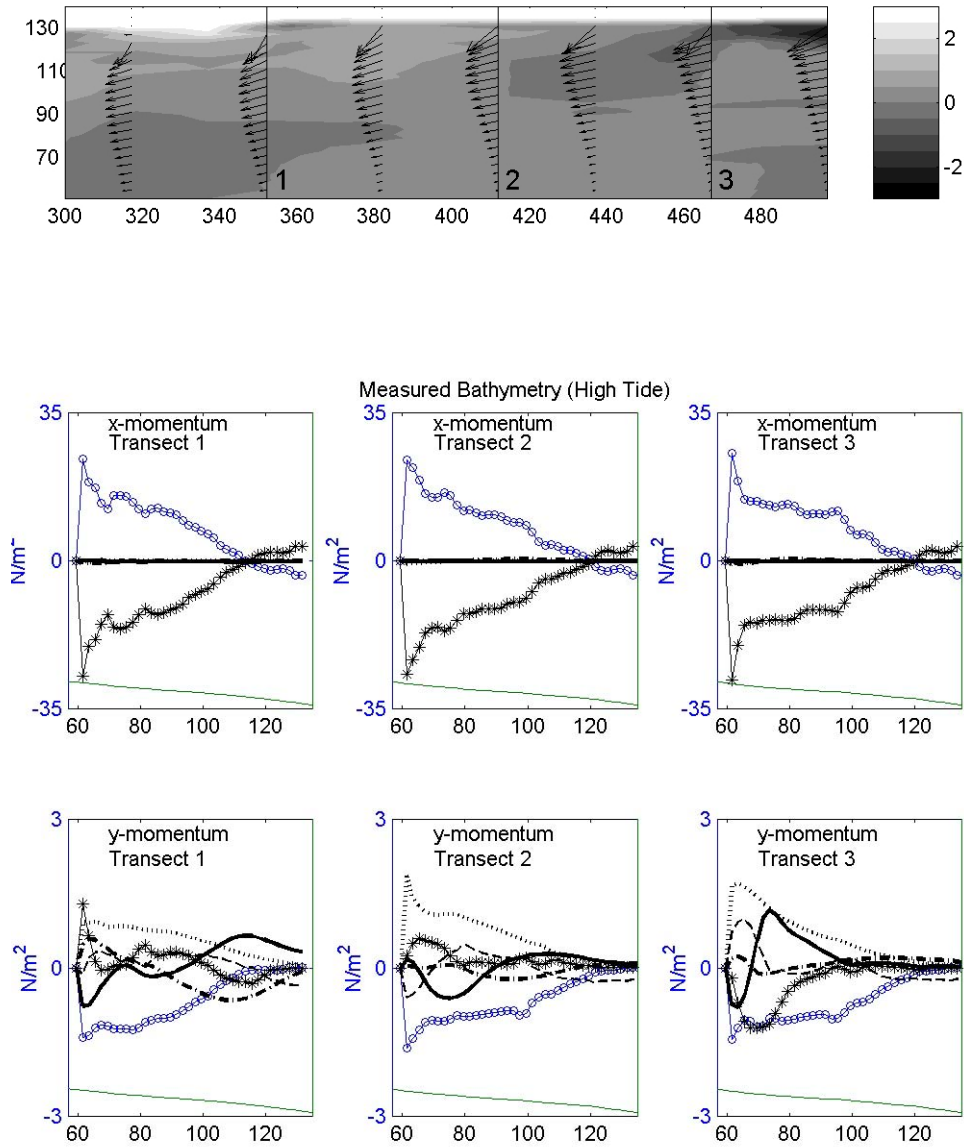 130
110
90
70
300 320 340 360 380 400 420 440 460 480
1 2 3
2
0
-2
Measured Bathymetry (High Tide)
35 35 35
x-momentum x-momentum x-momentum
Transect 1 Transect 2 Transect 3
0 0 0
N/m² N/m² N/m²
-35 -35 -35
60 80 100 120 60 80 100 120 60 80 100 120
3 3 3
y-momentum y-momentum y-momentum
Transect 1 Transect 2 Transect 3
0 0 0
N/m² N/m² N/m²
-3 -3 -3
60 80 100 120 60 80 100 120 60 80 100 120